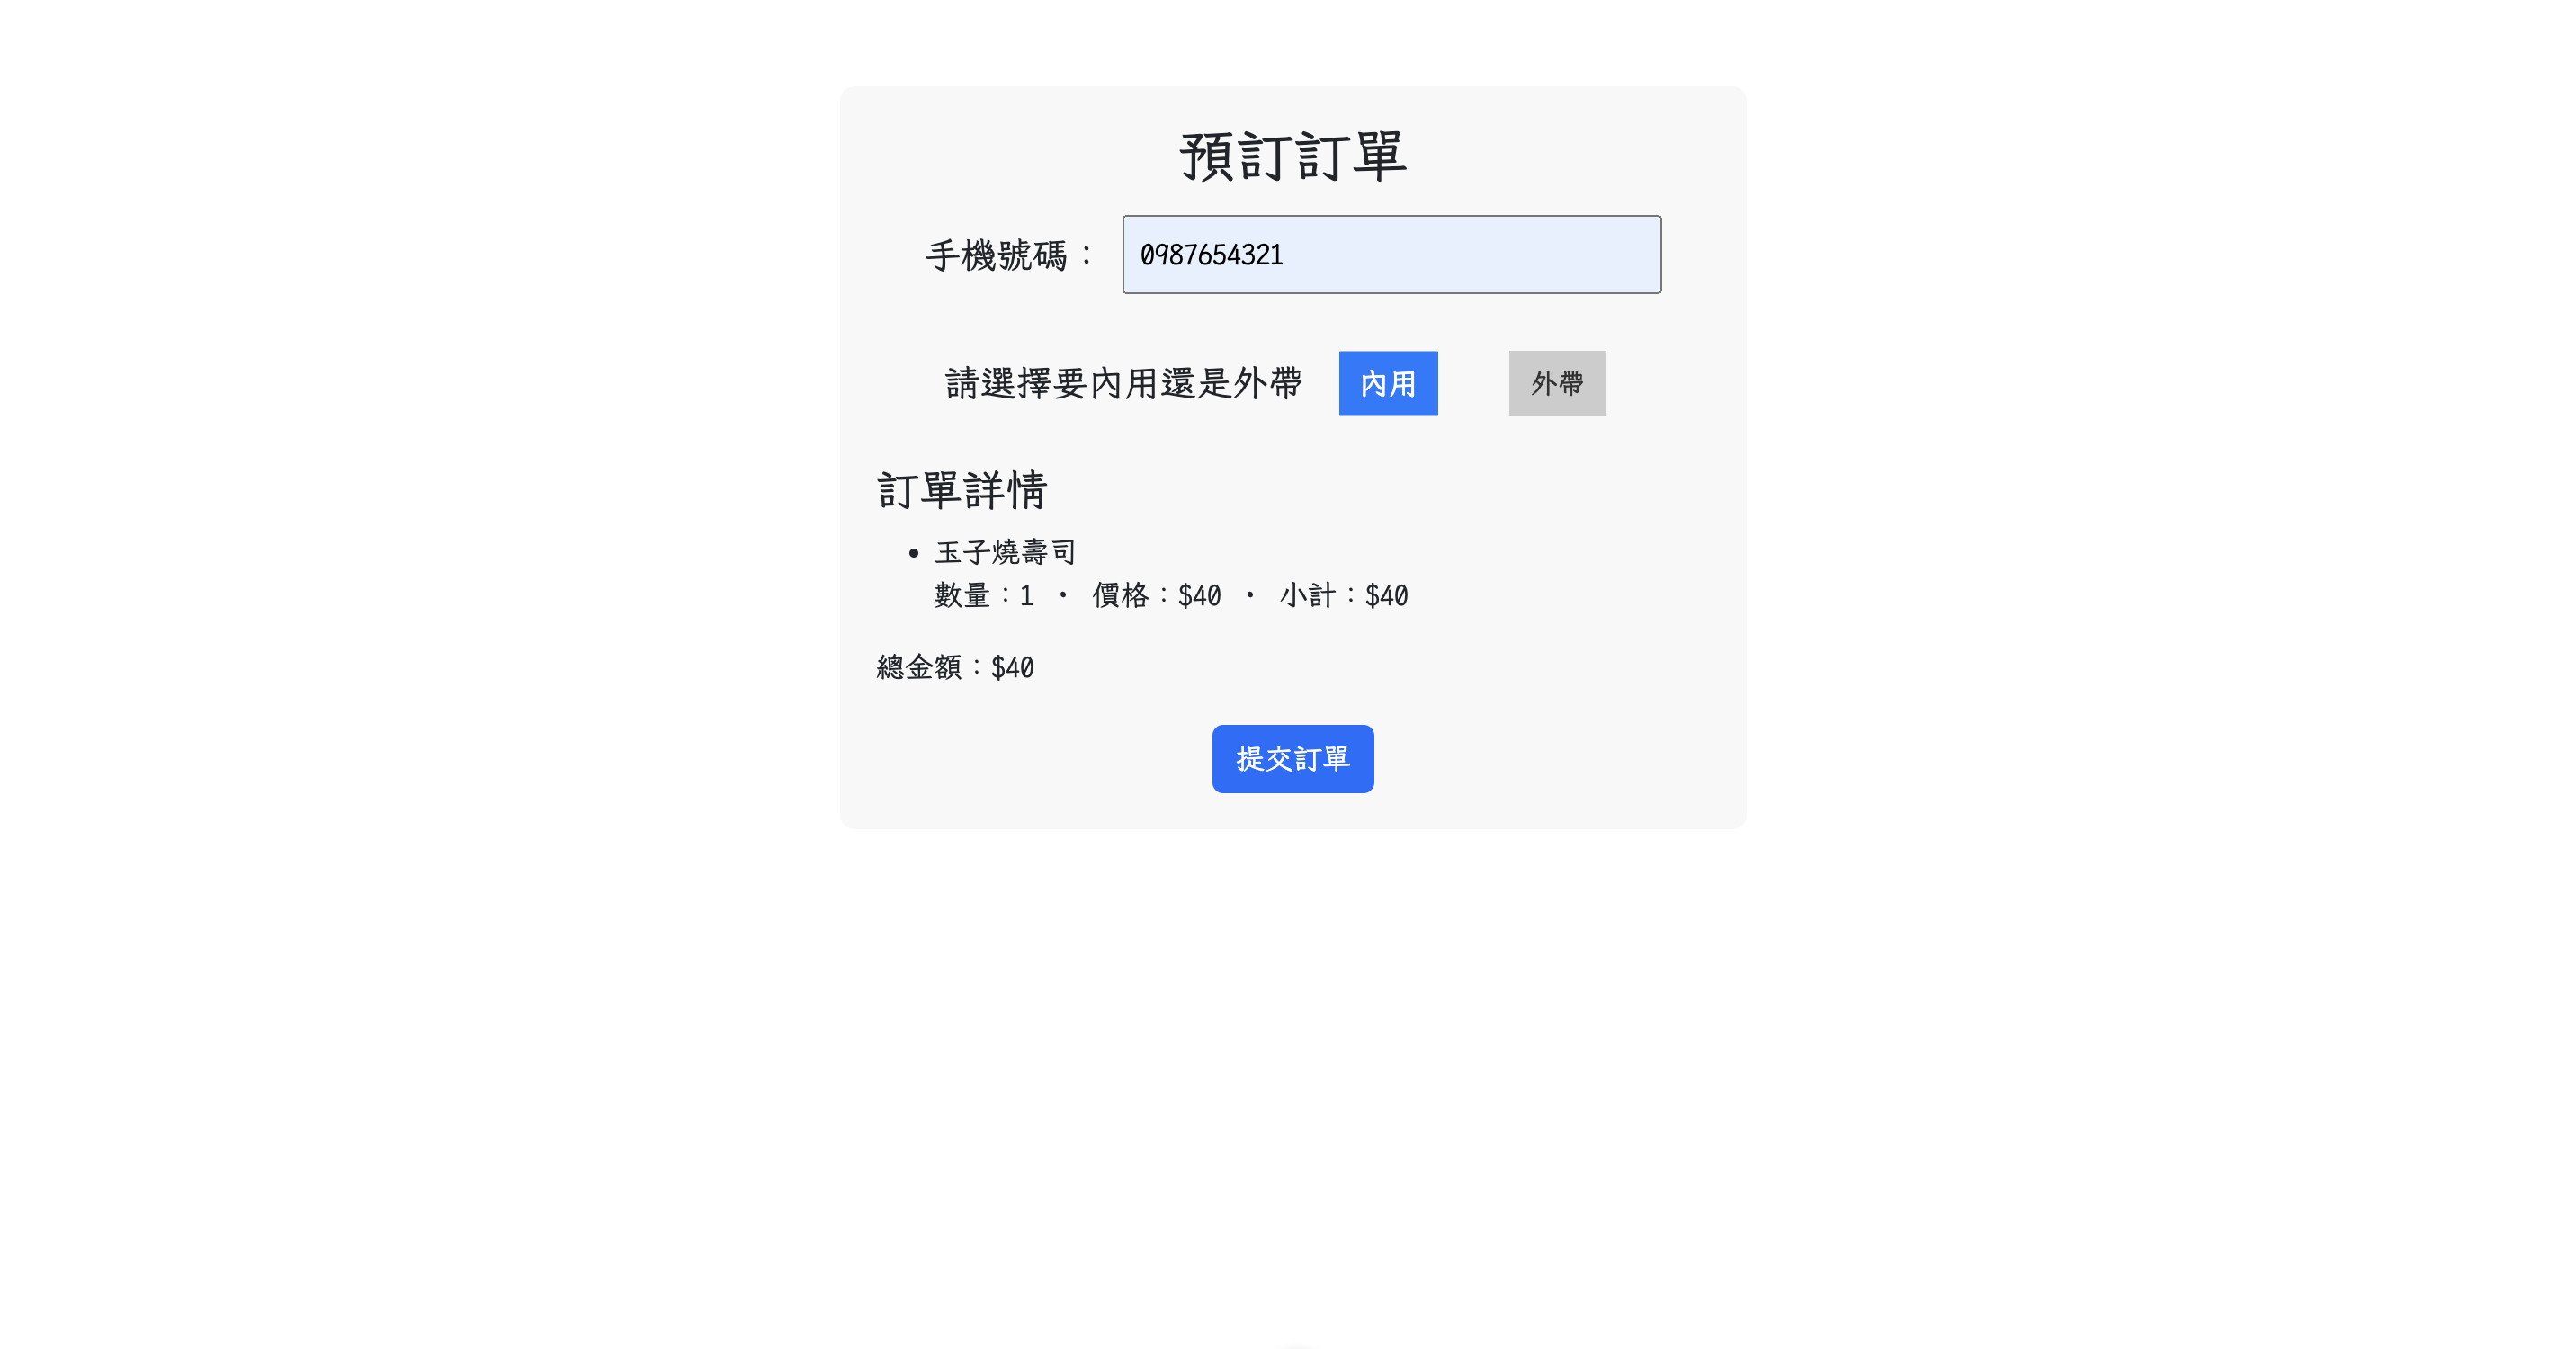 預訂訂單
手機號碼：0987654321
請選擇要內用還是外帶 內用 外帶
訂單詳情
• 玉子燒壽司
數量：1 • 價格：$40 • 小計：$40
總金額：$40
提交訂單